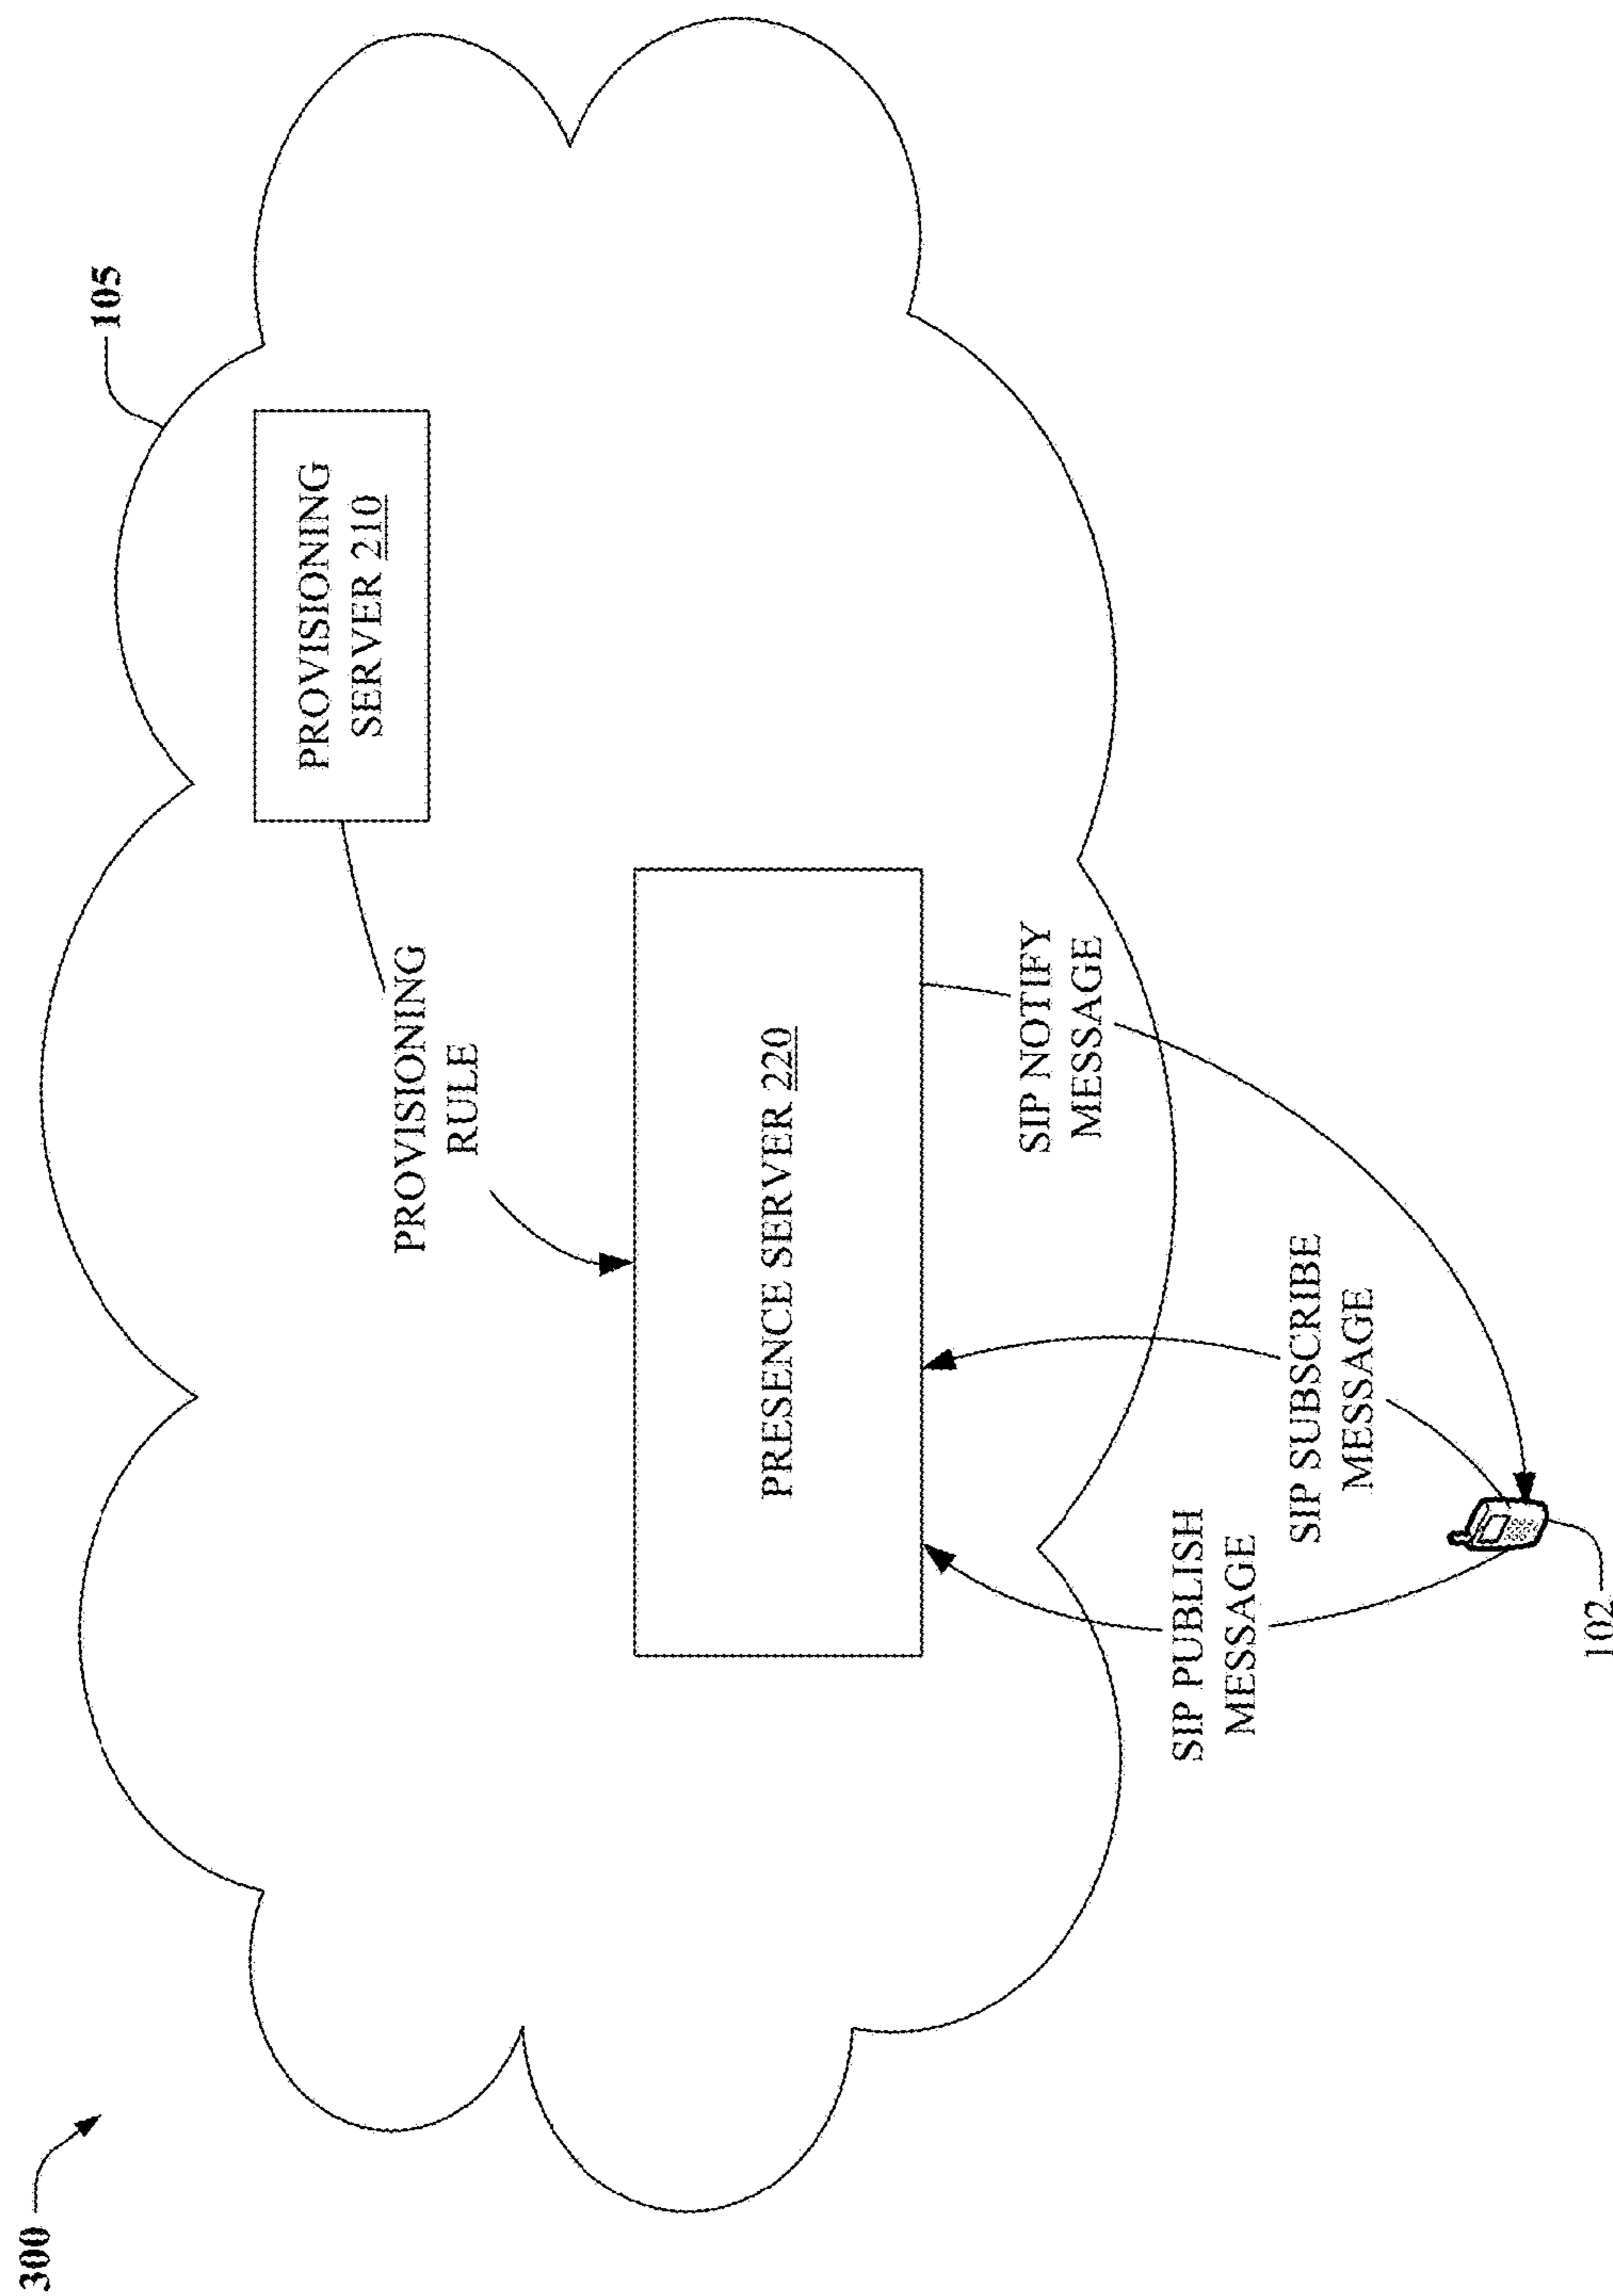 300
105
PROVISIONING
SERVER 210
PROVISIONING
RULE
PRESENCE SERVER 220
SIP NOTIFY
MESSAGE
SIP PUBLISH
MESSAGE
SIP SUBSCRIBE
MESSAGE
102